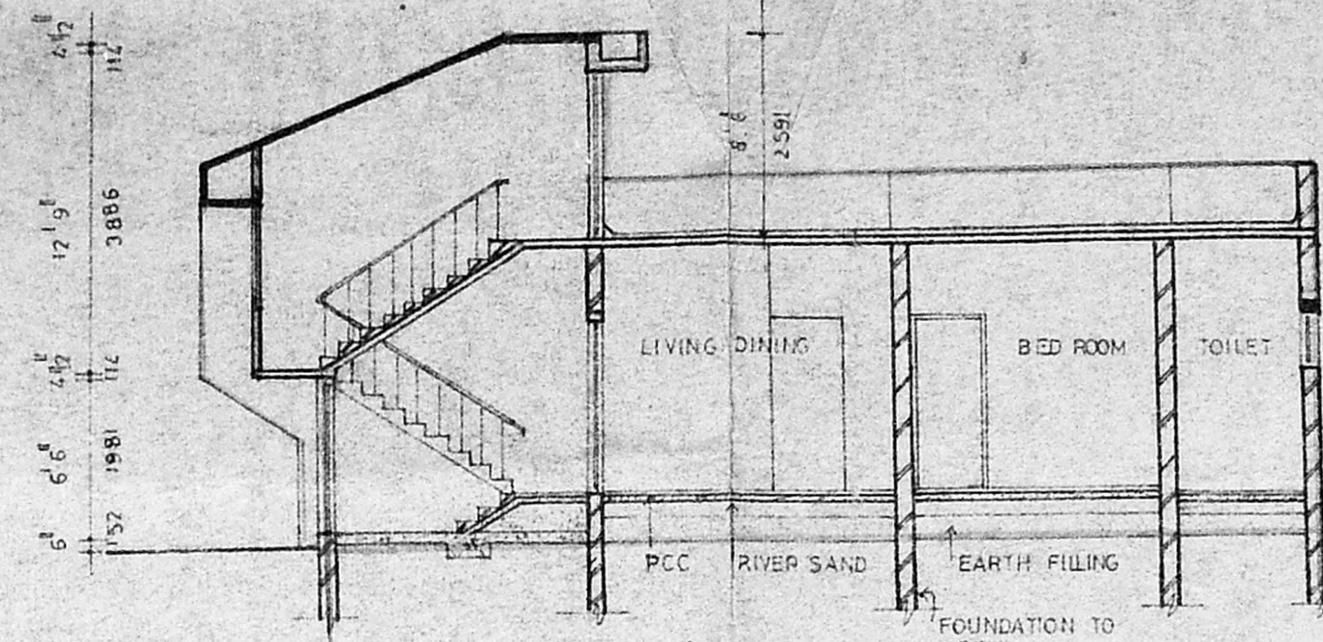 4½"
114
12' 9"
3886
4½"
114
6' 6"
1981
6"
152
8' 6"
2591
LIVING DINING
BED ROOM
TOILET
PCC
RIVER SAND
EARTH FILLING
FOUNDATION TO